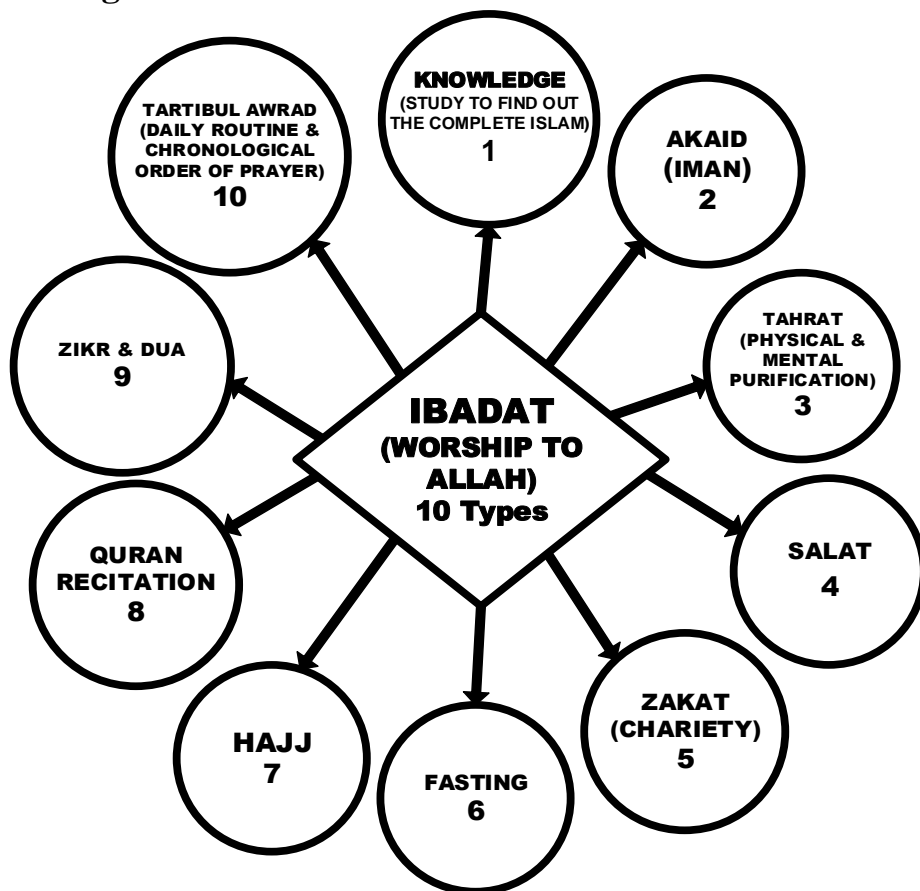 IBADAT
(WORSHIP TO
ALLAH)
10 Types
KNOWLEDGE
(STUDY TO FIND OUT
THE COMPLETE ISLAM)
1
AKAID
(IMAN)
2
TAHRAT
(PHYSICAL &
MENTAL
PURIFICATION)
3
SALAT
4
ZAKAT
(CHARIETY)
5
FASTING
6
HAJJ
7
QURAN
RECITATION
8
ZIKR & DUA
9
TARTIBUL AWRAD
(DAILY ROUTINE &
CHRONOLOGICAL
ORDER OF PRAYER)
10